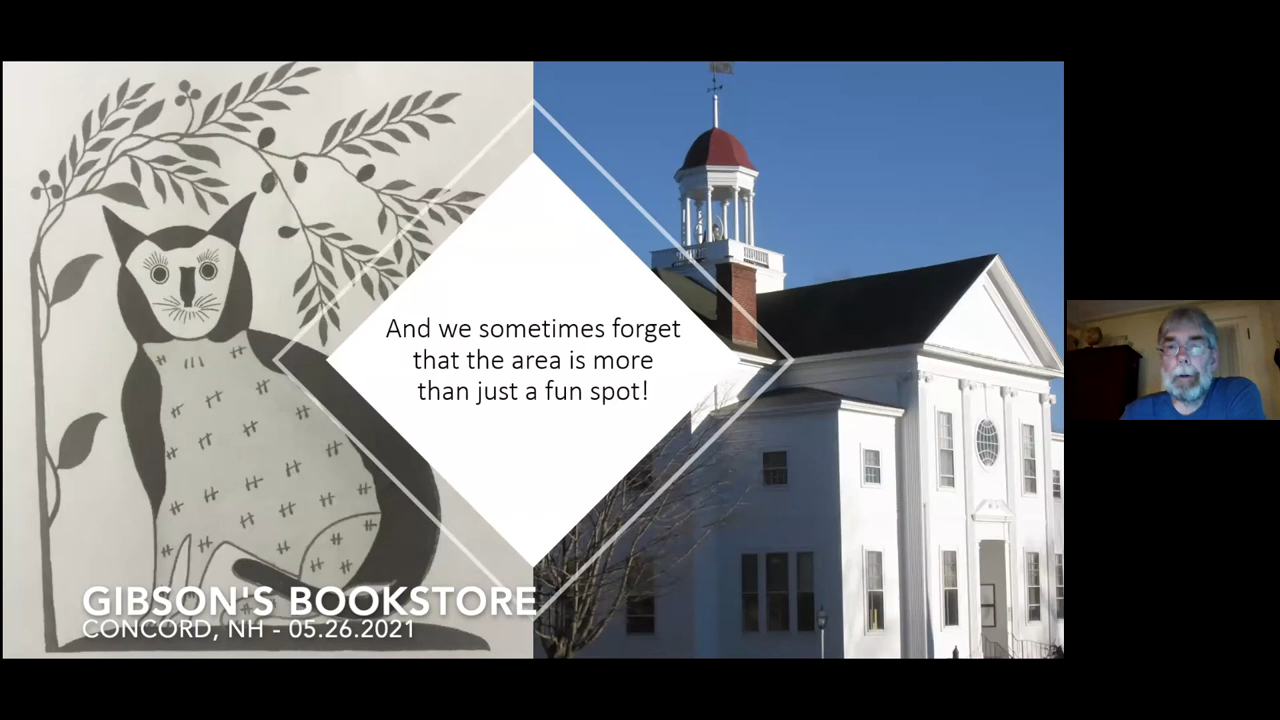 And we sometimes forget
that the area is more
than just a fun spot!
GIBSON'S BOOKSTORE
CONCORD, NH - 05.26.2021